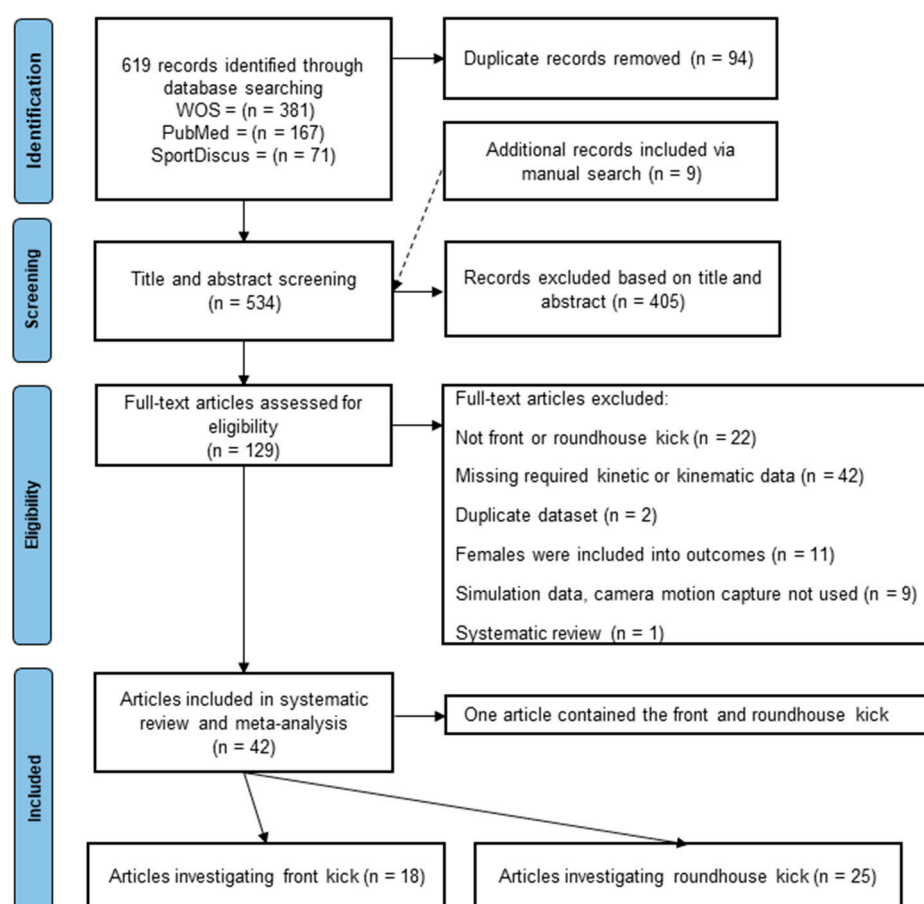 Identification
619 records identified through
database searching
WOS = (n = 381)
PubMed = (n = 167)
SportDiscus = (n = 71)
Duplicate records removed (n = 94)
Additional records included via
manual search (n = 9)
Screening
Title and abstract screening
(n = 534)
Records excluded based on title and
abstract (n = 405)
Eligibility
Full-text articles assessed for
eligibility
(n = 129)
Full-text articles excluded:
Not front or roundhouse kick (n = 22)
Missing required kinetic or kinematic data (n = 42)
Duplicate dataset (n = 2)
Females were included into outcomes (n = 11)
Simulation data, camera motion capture not used (n = 9)
Systematic review (n = 1)
Included
Articles included in systematic
review and meta-analysis
(n = 42)
One article contained the front and roundhouse kick
Articles investigating front kick (n = 18)
Articles investigating roundhouse kick (n = 25)